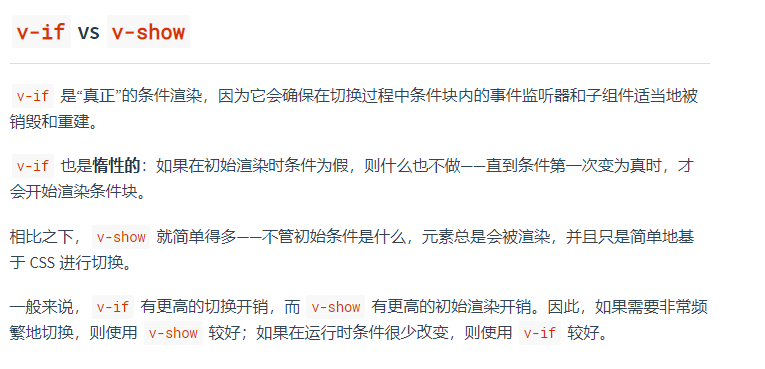 v-if vs v-show
v-if 是“真正”的条件渲染，因为它会确保在切换过程中条件块内的事件监听器和子组件适当地被
销毁和重建。
v-if 也是惰性的：如果在初始渲染时条件为假，则什么也不做——直到条件第一次变为真时，才
会开始渲染条件块。
相比之下，v-show 就简单得多——不管初始条件是什么，元素总是会被渲染，并且只是简单地基
于 CSS 进行切换。
一般来说，v-if 有更高的切换开销，而 v-show 有更高的初始渲染开销。因此，如果需要非常频
繁地切换，则使用 v-show 较好；如果在运行时条件很少改变，则使用 v-if 较好。